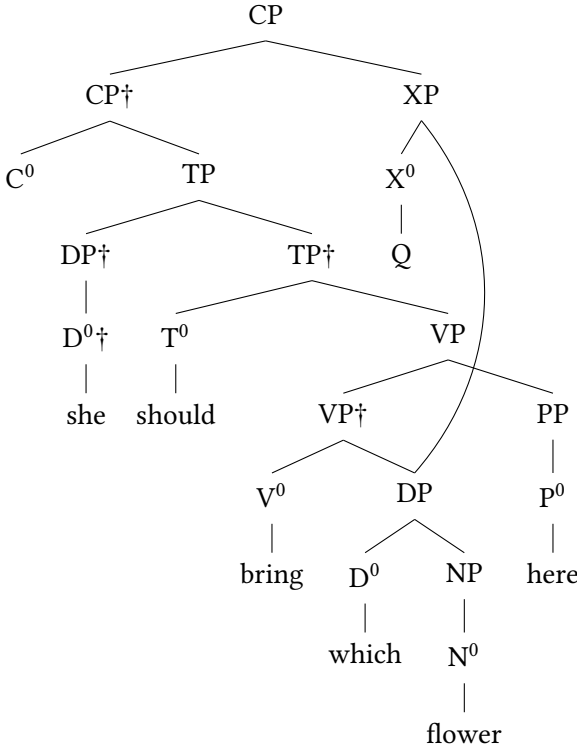 CP
CP† XP
C⁰ TP X⁰
DP† TP† Q
D⁰† T⁰ VP
she should VP† PP
V⁰ DP P⁰
bring D⁰ NP here
which N⁰
flower